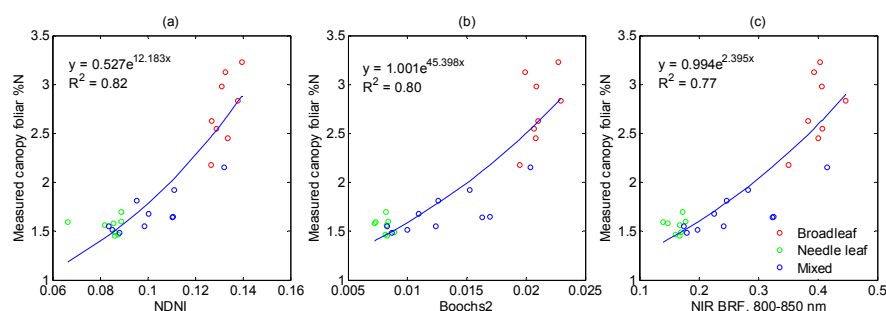 (a)
Measured canopy foliar %N
3.5
3
2.5
2
1.5
1
y = 0.527e^12.183x
R^2 = 0.82
0.06
0.08
0.1
0.12
0.14
0.16
NDNI
(b)
Measured canopy foliar %N
3.5
3
2.5
2
1.5
1
y = 1.001e^45.398x
R^2 = 0.80
0.005
0.01
0.015
0.02
0.025
Boochs2
(c)
Measured canopy foliar %N
3.5
3
2.5
2
1.5
1
y = 0.994e^2.395x
R^2 = 0.77
Broadleaf
Needle leaf
Mixed
0.1
0.2
0.3
0.4
0.5
NIR BRF, 800-850 nm